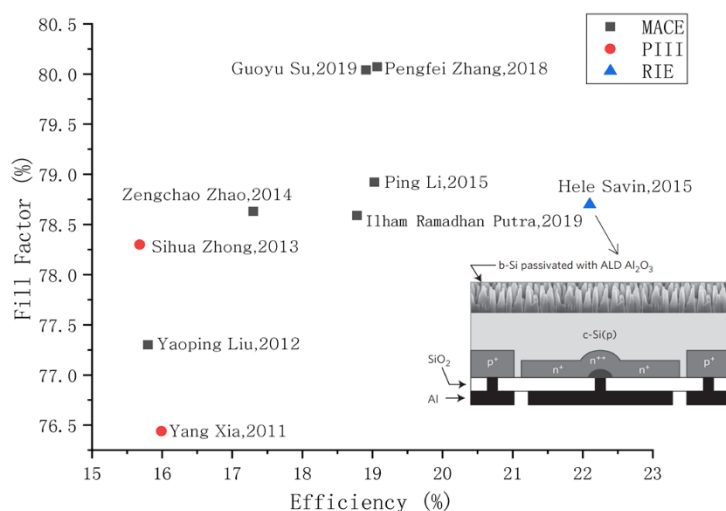 MACE
PIII
RIE
80.5
80.0
79.5
79.0
78.5
78.0
77.5
77.0
76.5
Fill Factor (%)
Guoyu Su,2019
Pengfei Zhang,2018
Ping Li,2015
Hele Savin,2015
Zengchao Zhao,2014
Ilham Ramadhan Putra,2019
Sihua Zhong,2013
Yaoping Liu,2012
Yang Xia,2011
b-Si passivated with ALD Al₂O₃
c-Si(p)
SiO₂
p⁺
n⁺
n⁺⁺
n⁺
p⁺
Al
15
16
17
18
19
20
21
22
23
Efficiency (%)